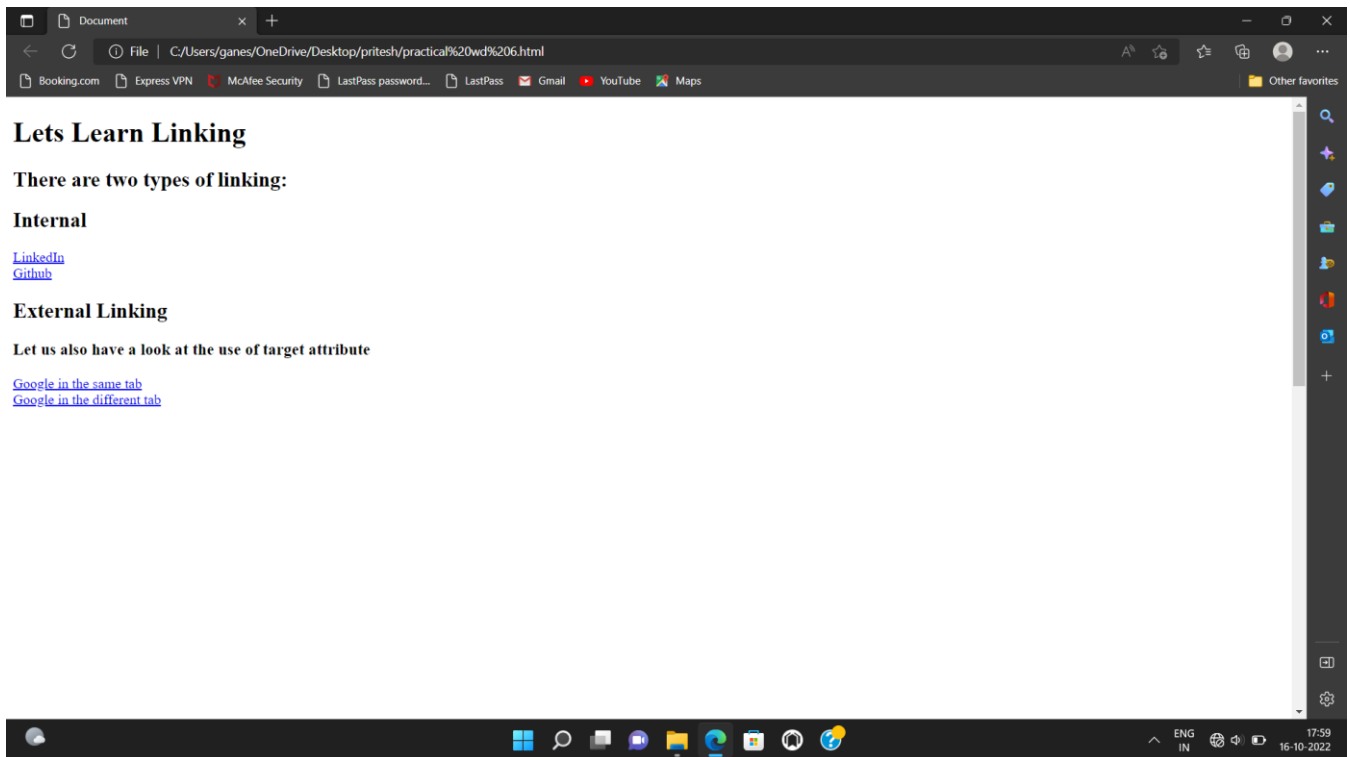 Document
File | C:/Users/ganes/OneDrive/Desktop/pritesh/practical%20wd%206.html
Booking.com Express VPN McAfee Security LastPass password... LastPass Gmail YouTube Maps Other favorites
Lets Learn Linking
There are two types of linking:
Internal
LinkedIn
Github
External Linking
Let us also have a look at the use of target attribute
Google in the same tab
Google in the different tab
ENG 17:59
IN 16-10-2022